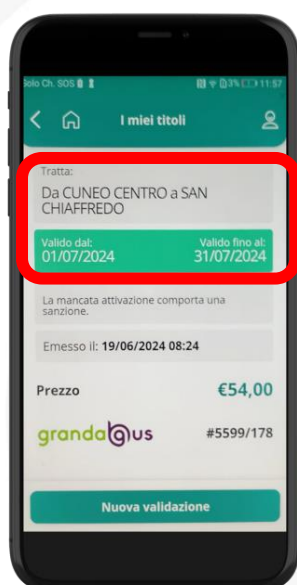 Solo Ch. SOS
3% 11:57
I miei titoli
Tratta:
Da CUNEO CENTRO a SAN
CHIAFFREDO
Valido dal: Valido fino al:
01/07/2024 31/07/2024
La mancata attivazione comporta una
sanzione.
Emesso il: 19/06/2024 08:24
Prezzo €54,00
grandabus #5599/178
Nuova validazione